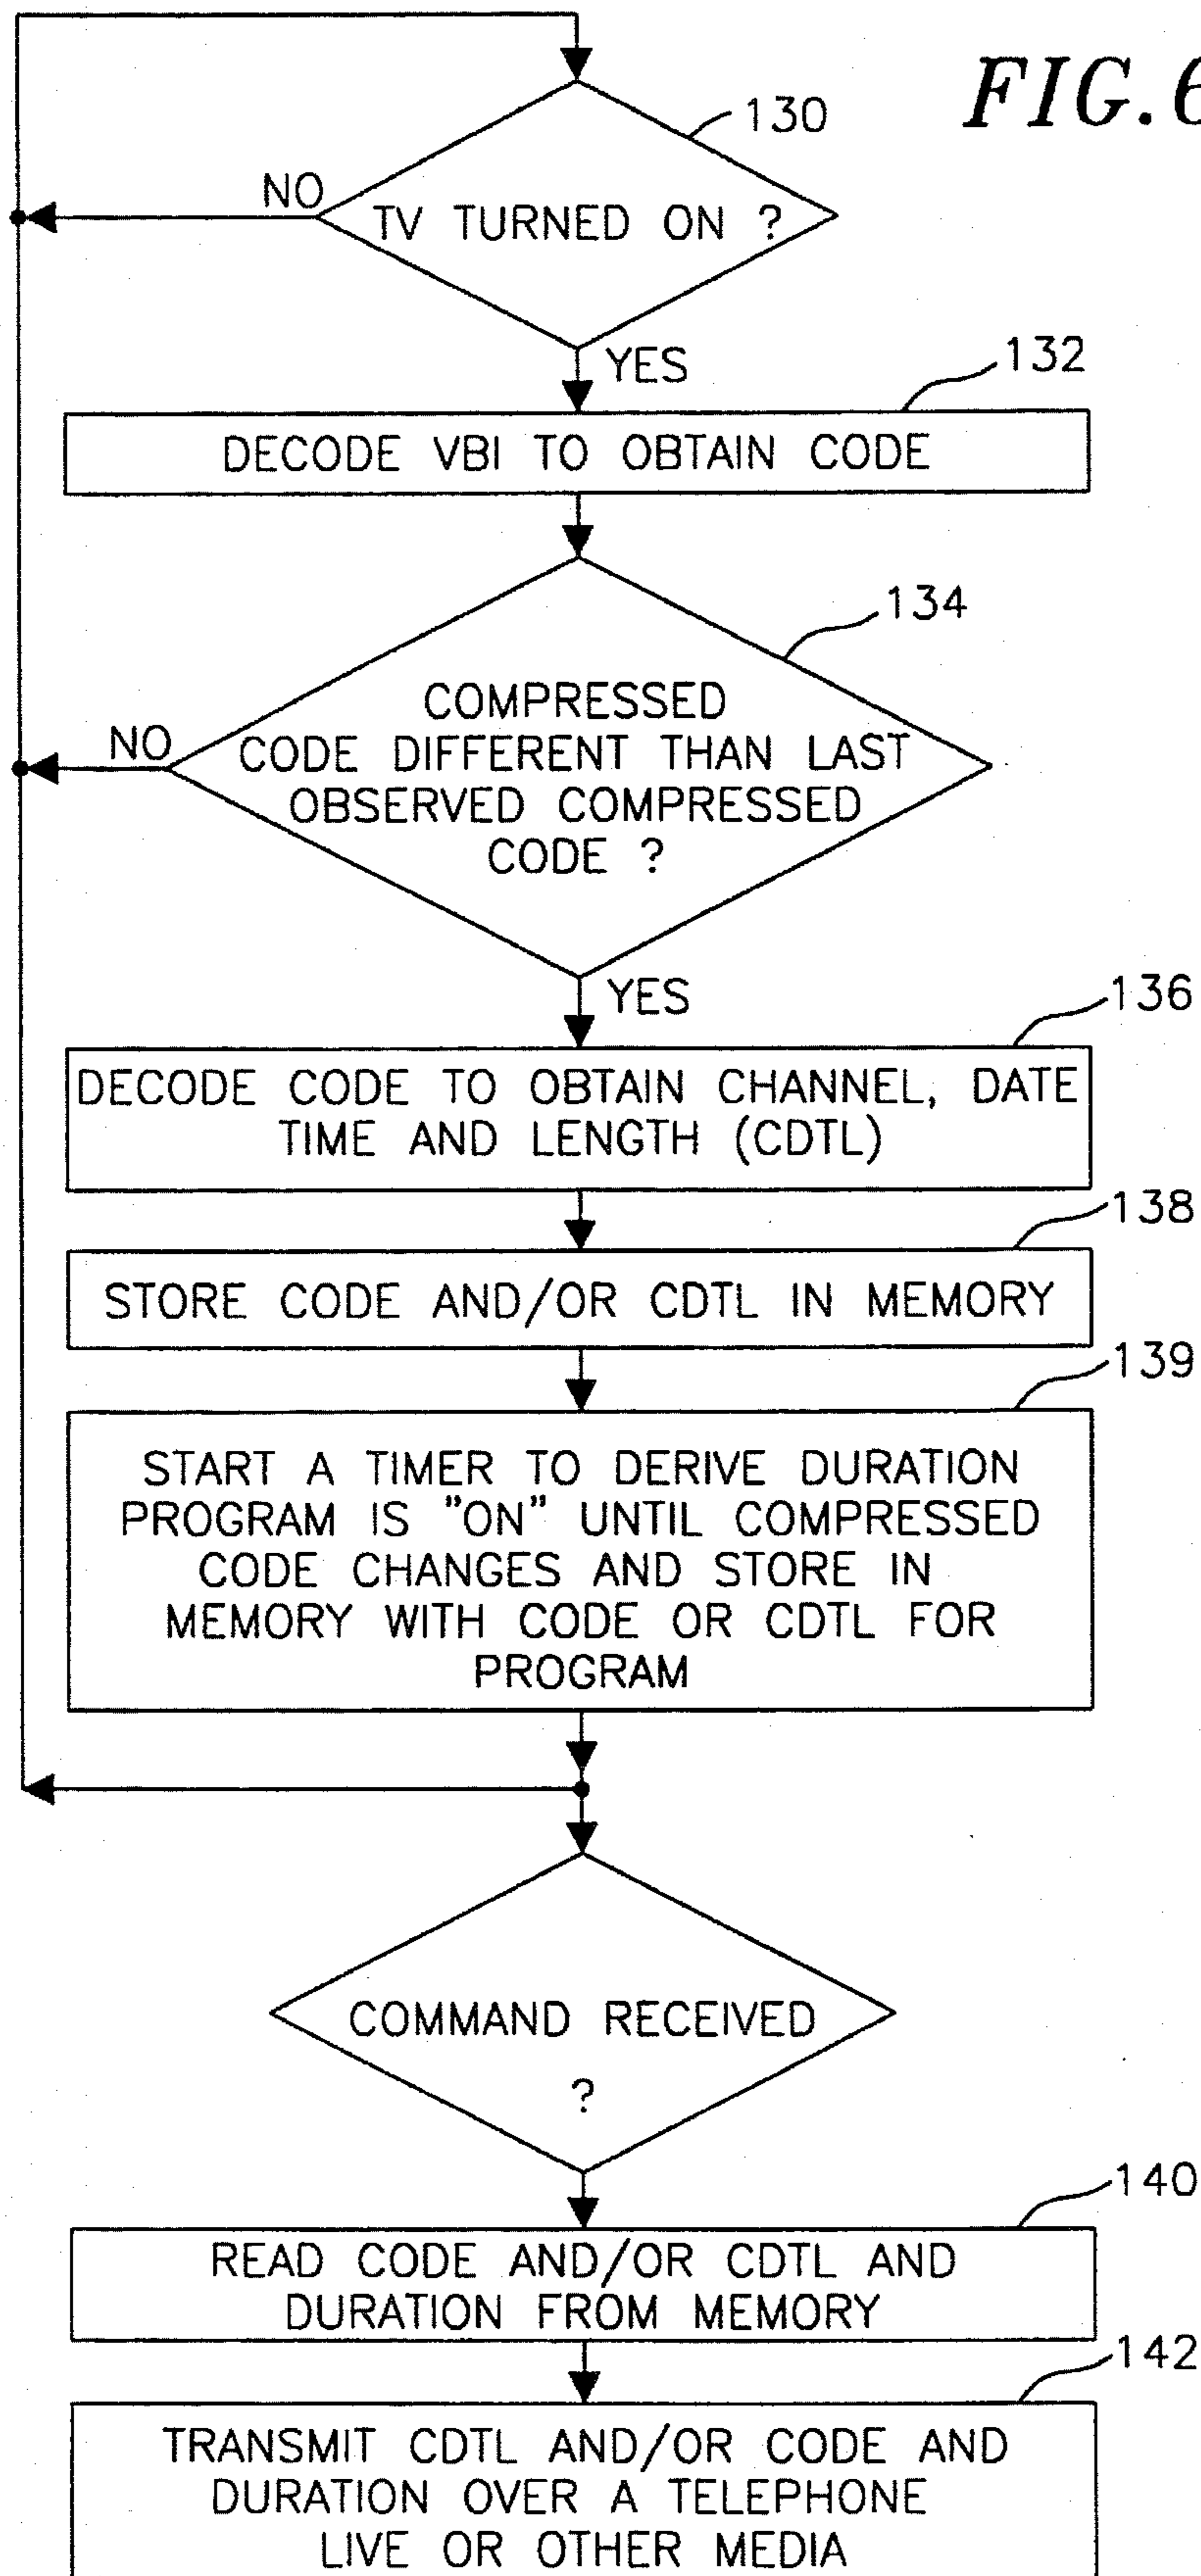 FIG. 6
130
NO
TV TURNED ON ?
YES
132
DECODE VBI TO OBTAIN CODE
134
COMPRESSED
NO
CODE DIFFERENT THAN LAST
OBSERVED COMPRESSED
CODE ?
YES
136
DECODE CODE TO OBTAIN CHANNEL, DATE
TIME AND LENGTH (CDTL)
138
STORE CODE AND/OR CDTL IN MEMORY
139
START A TIMER TO DERIVE DURATION
PROGRAM IS "ON" UNTIL COMPRESSED
CODE CHANGES AND STORE IN
MEMORY WITH CODE OR CDTL FOR
PROGRAM
COMMAND RECEIVED
?
140
READ CODE AND/OR CDTL AND
DURATION FROM MEMORY
142
TRANSMIT CDTL AND/OR CODE AND
DURATION OVER A TELEPHONE
LIVE OR OTHER MEDIA